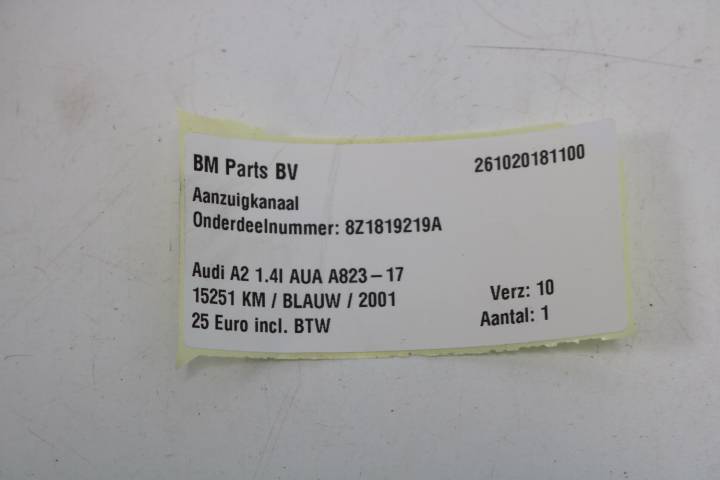 BM Parts BV 261020181100
Aanzuigkanaal
Onderdeelnummer: 8Z1819219A
Audi A2 1.4I AUA A823-17
15251 KM / BLAUW / 2001 Verz: 10
25 Euro incl. BTW Aantal: 1